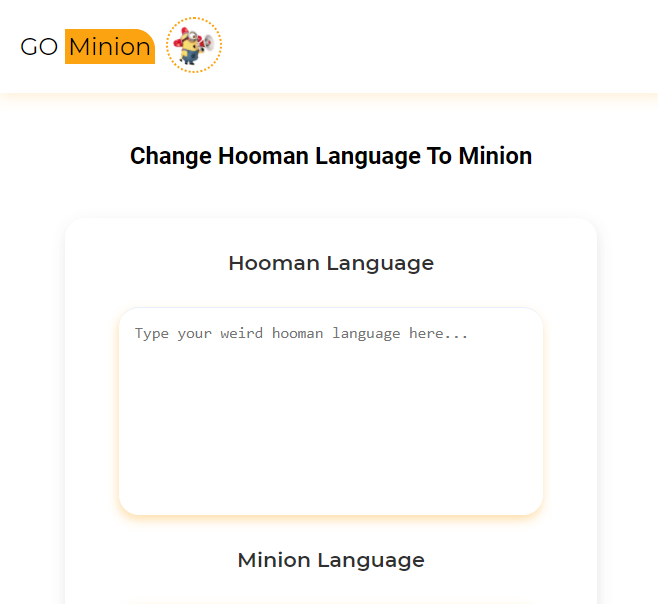 GO Minion
Change Hooman Language To Minion
Hooman Language
Type your weird hooman language here...
Minion Language